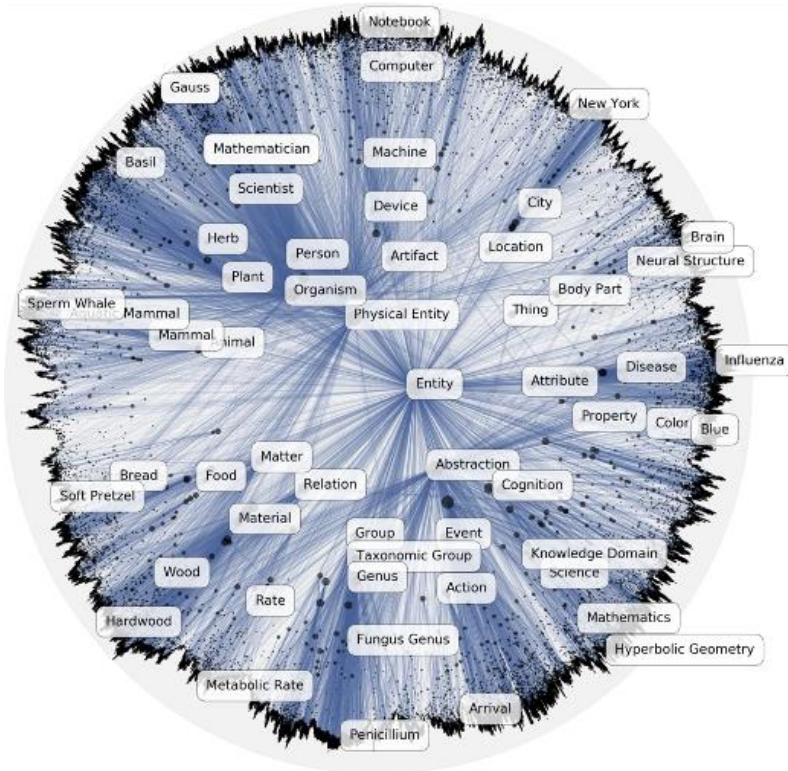 Notebook
Computer
Gauss
New York
Mathematician
Machine
Basil
Scientist
Device
City
Herb
Location
Brain
Person
Artifact
Neural Structure
Plant
Organism
Body Part
Sperm Whale
Aquatic Mammal
Physical Entity
Thing
Mammal
Animal
Influenza
Entity
Attribute
Disease
Property
Color
Blue
Matter
Abstraction
Bread
Food
Relation
Cognition
Soft Pretzel
Material
Group
Event
Taxonomic Group
Knowledge Domain
Wood
Genus
Science
Rate
Action
Hardwood
Fungus Genus
Mathematics
Hyperbolic Geometry
Metabolic Rate
Arrival
Penicillium